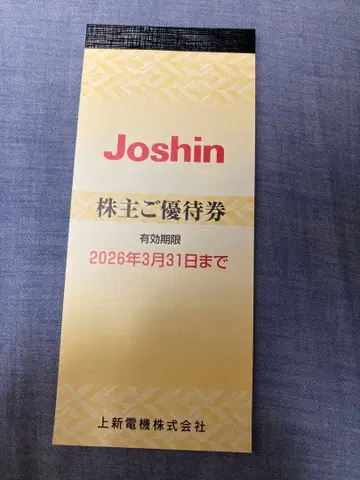 Joshin
株主ご優待券
有効期限
2026年3月31日まで
上新電機株式会社